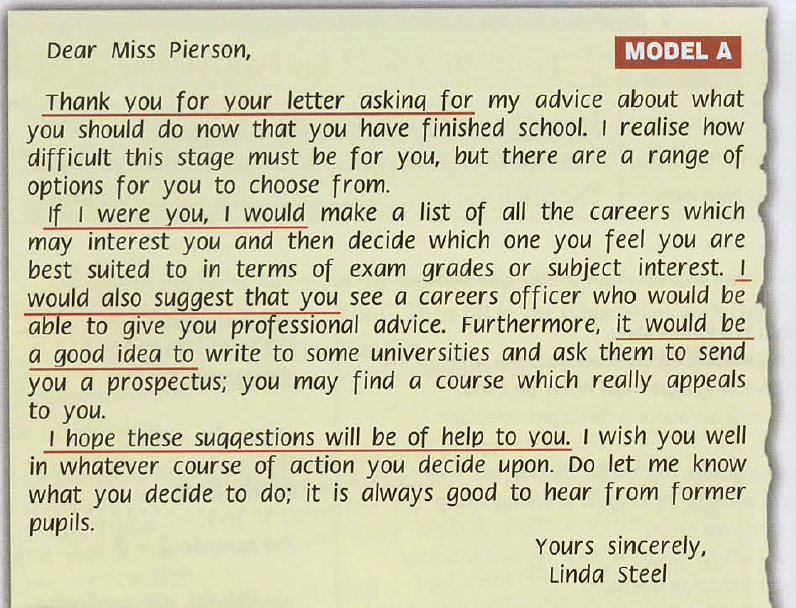 Dear Miss Pierson,
MODEL A
Thank you for your letter asking for my advice about what
you should do now that you have finished school. I realise how
difficult this stage must be for you, but there are a range of
options for you to choose from.
If I were you, I would make a list of all the careers which
may interest you and then decide which one you feel you are
best suited to in terms of exam grades or subject interest. I
would also suggest that you see a careers officer who would be
able to give you professional advice. Furthermore, it would be
a good idea to write to some universities and ask them to send
you a prospectus; you may find a course which really appeals
to you.
I hope these suggestions will be of help to you. I wish you well
in whatever course of action you decide upon. Do let me know
what you decide to do; it is always good to hear from former
pupils.
Yours sincerely,
Linda Steel